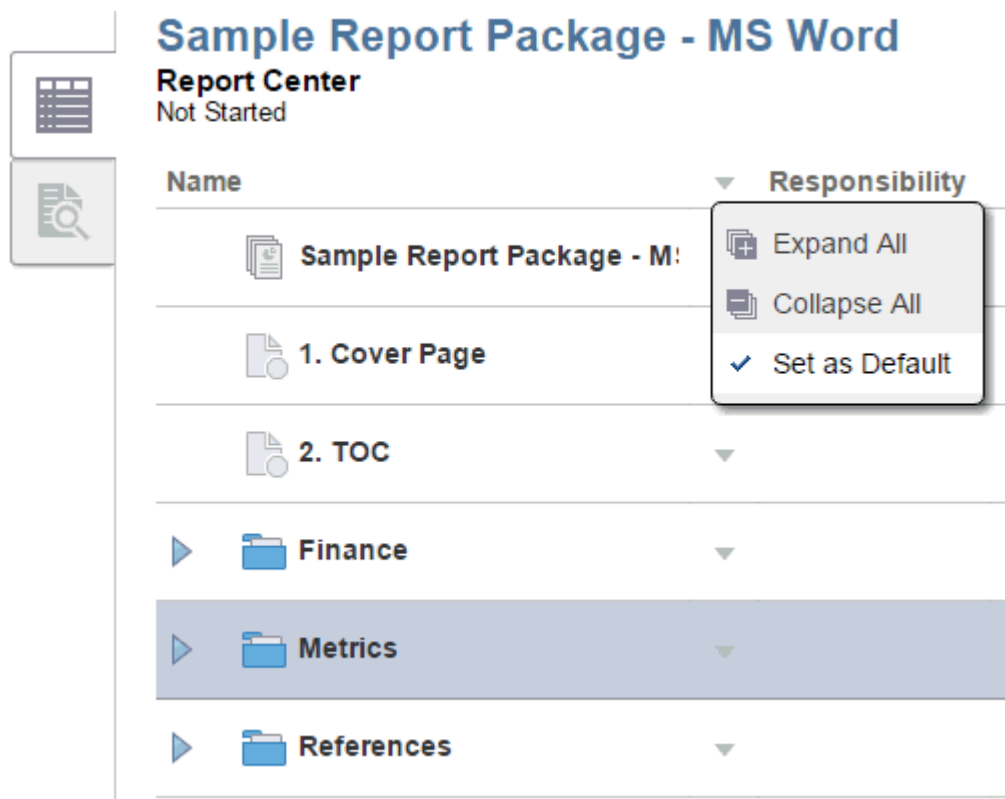 Sample Report Package - MS Word
Report Center
Not Started
Name Responsibility
Sample Report Package - M
Expand All
Collapse All
1. Cover Page
Set as Default
2. TOC
Finance
Metrics
References